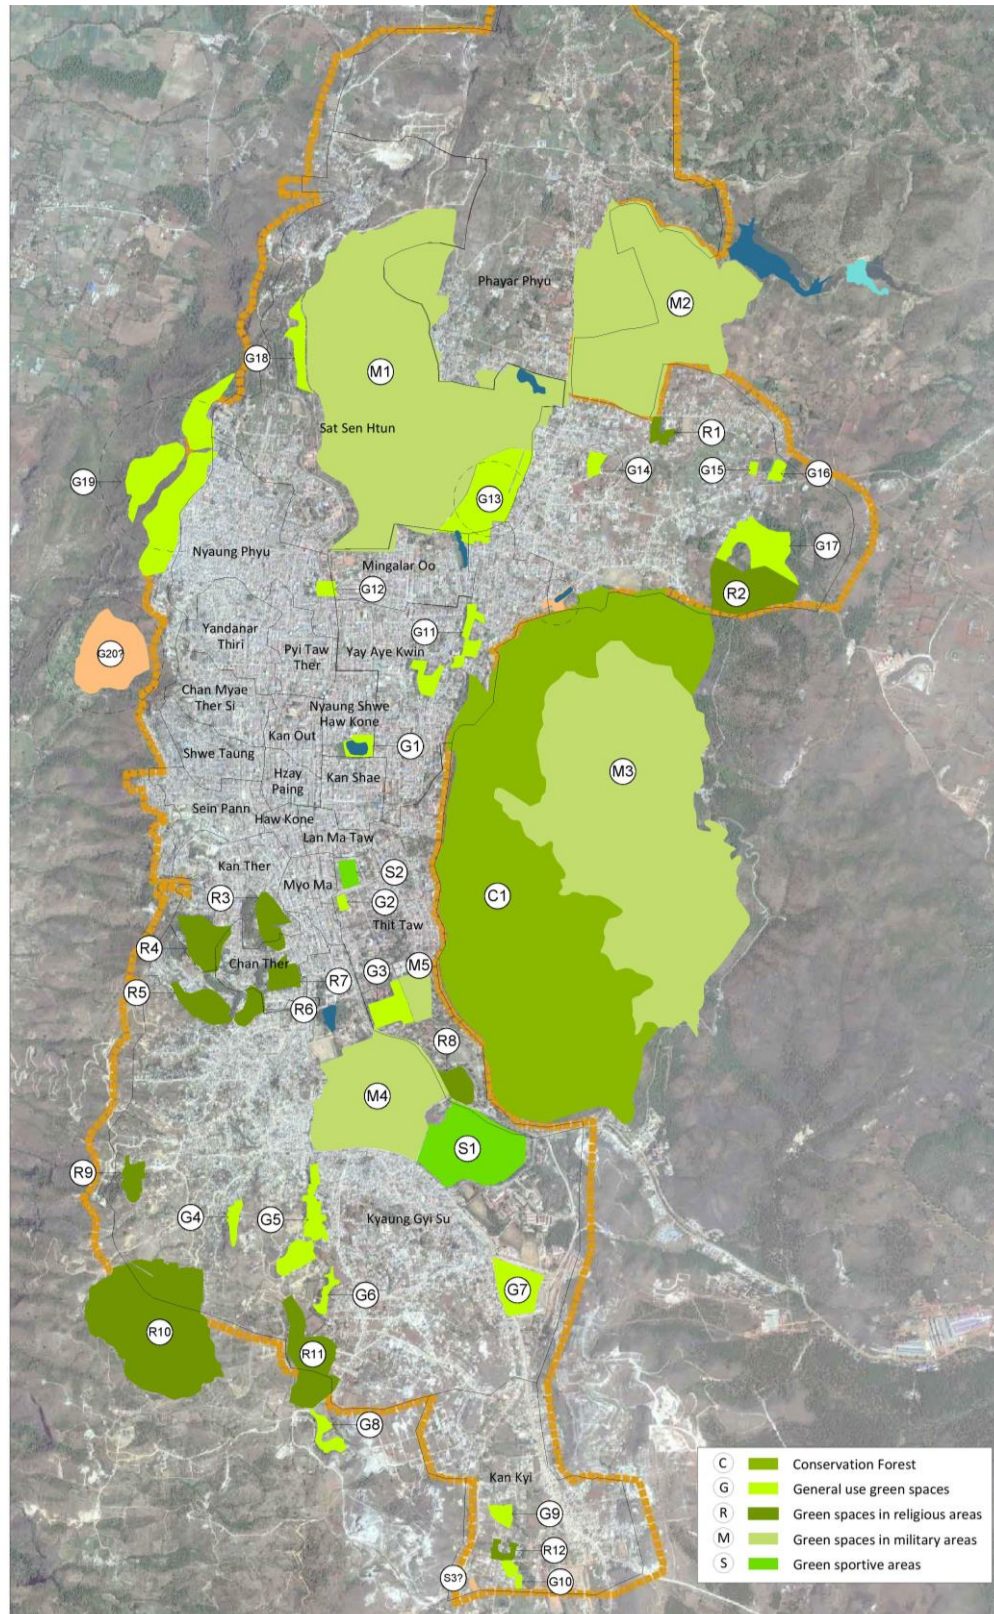 Phayar Phyu
M2
G18
M1
Sat Sen Htun
R1
G14
G15
G16
G19
G13
G17
Nyaung Phyu
Mingalar Oo
G12
R2
Yandanar
Thiri
G11
Pyi Taw
Ther
Yay Aye Kwin
G20?
Chan Myae
Ther Si
Nyaung Shwe
Haw Kone
Kan Out
G1
Shwe Taung
Hzay
Paing
Kan Shae
M3
Sein Pann
Haw Kone
Lan Ma Taw
Kan Ther
S2
Myo Ma
R3
G2
C1
Thit Taw
R4
Chan Ther
M5
G3
R7
R5
R6
R8
M4
S1
R9
G4
G5
Kyaung Gyi Su
G7
G6
R10
R11
G8
Kan Kyi
G9
R12
S3?
G10
C Conservation Forest
G General use green spaces
R Green spaces in religious areas
M Green spaces in military areas
S Green sportive areas